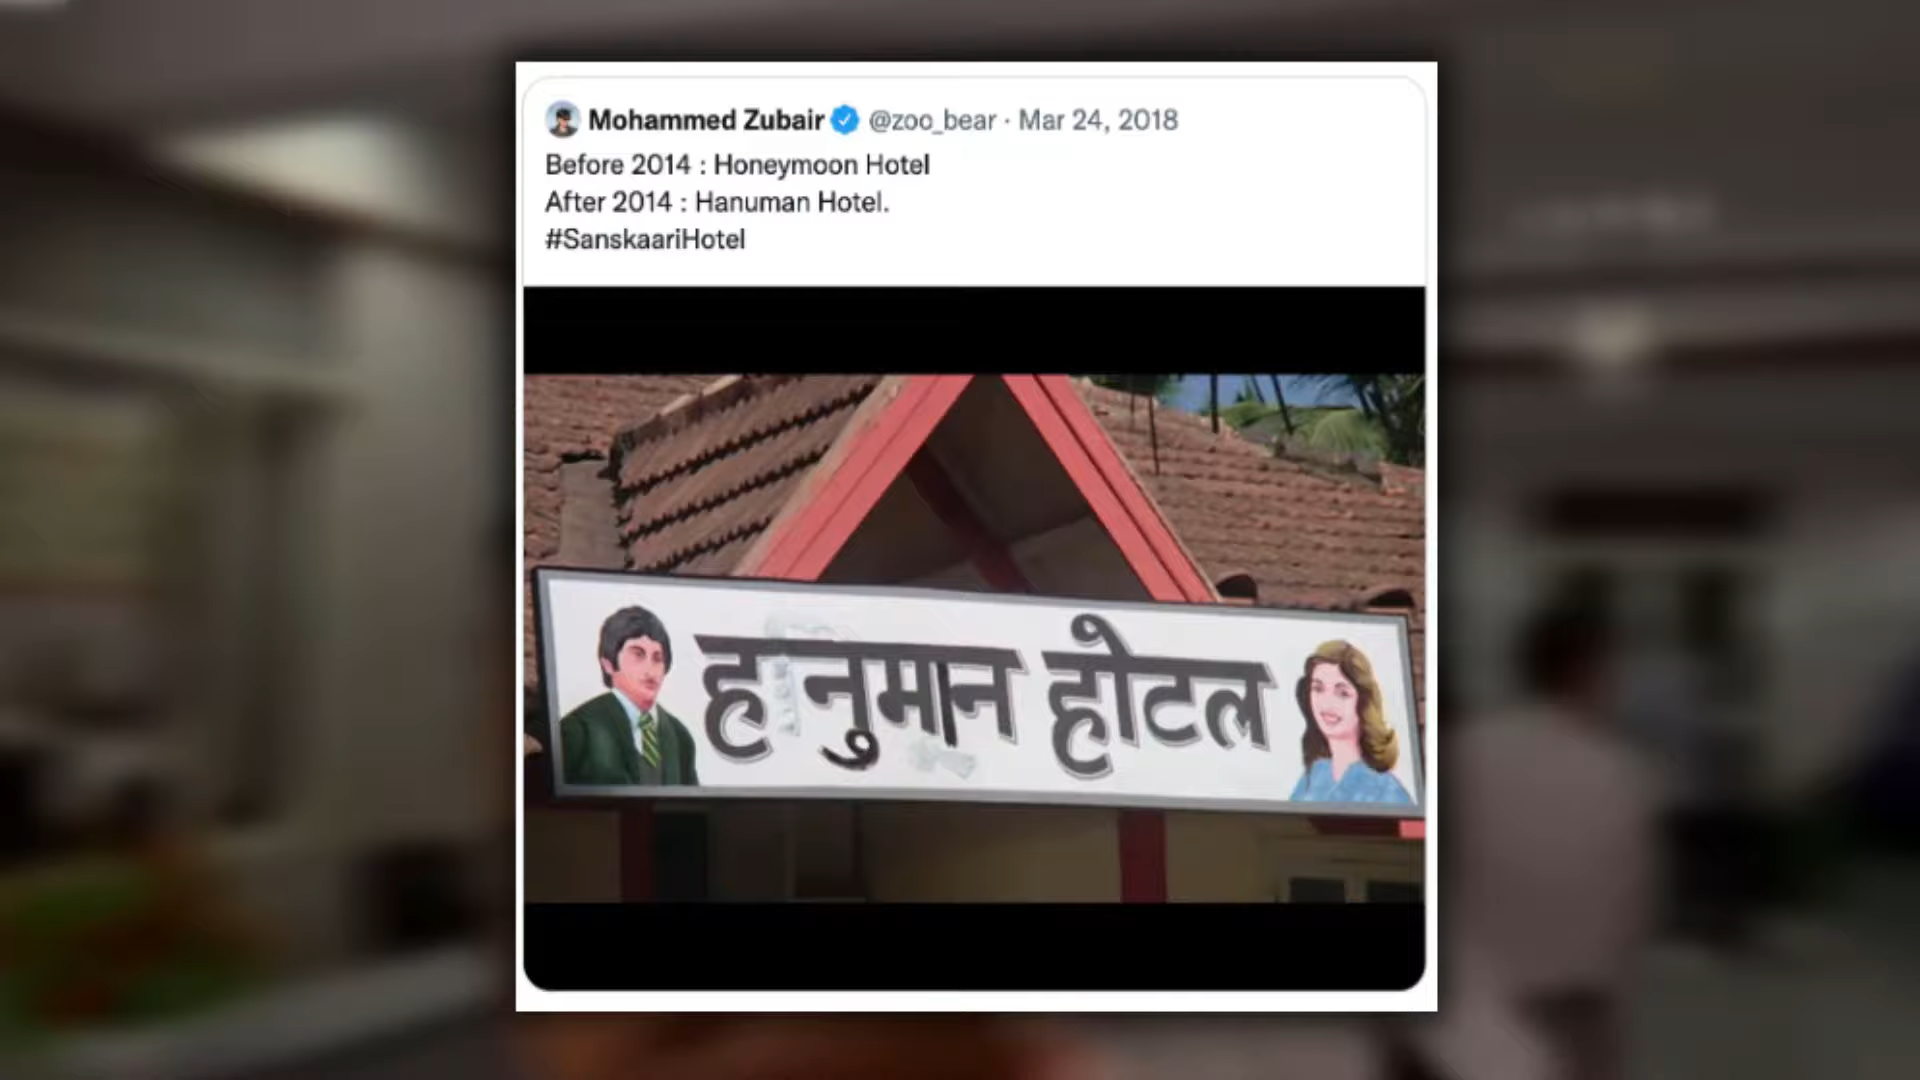 Mohammed Zubair @zoo_bear · Mar 24, 2018
Before 2014 : Honeymoon Hotel
After 2014 : Hanuman Hotel.
#SanskaariHotel
हनुमान होटल